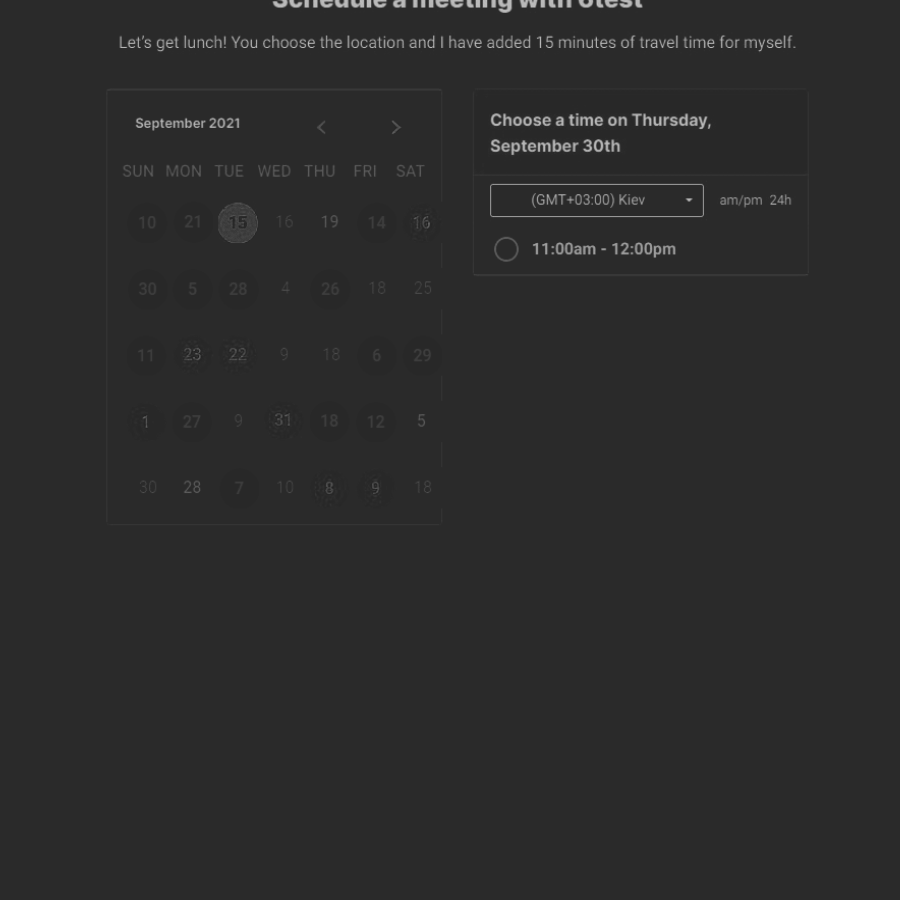 Schedule a meeting with 6test
Let's get lunch! You choose the location and I have added 15 minutes of travel time for myself.
September 2021
SUN MON TUE WED THU FRI SAT
10 21 15 16 19 14 16
30 5 28 4 26 18 25
11 23 22 9 18 6 29
1 27 9 31 18 12 5
30 28 7 10 8 9 18
Choose a time on Thursday,
September 30th
(GMT+03:00) Kiev
am/pm 24h
11:00am - 12:00pm